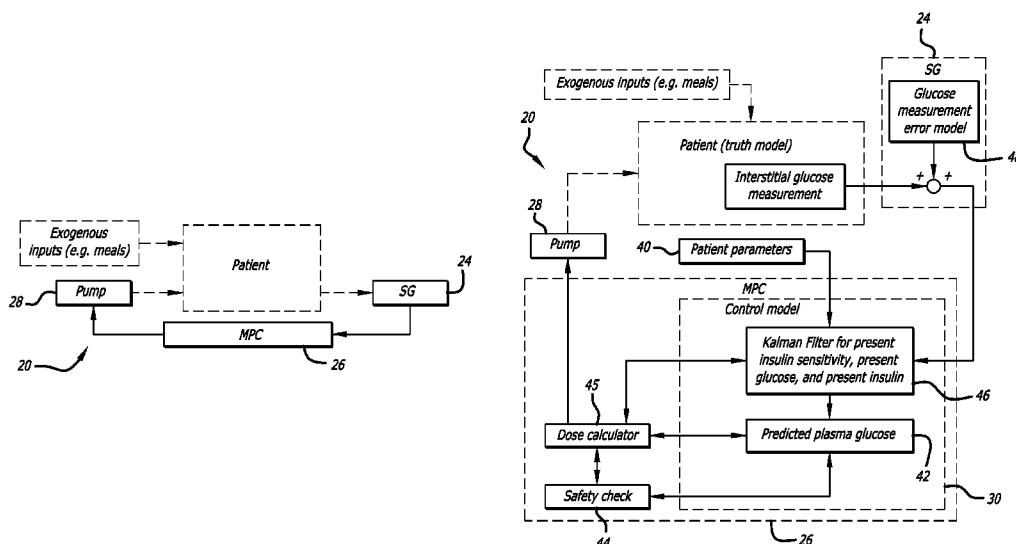 Exogenous
inputs (e.g. meals)
Patient
28
Pump
SG
24
MPC
20
26
24
SG
Glucose
measurement
error model
Exogenous inputs (e.g. meals)
20
Patient (truth model)
Interstitial glucose
measurement
+ +
28
Pump
40
Patient parameters
MPC
Control model
Kalman Filter for present
insulin sensitivity, present
glucose, and present insulin
46
45
Dose calculator
Predicted plasma glucose
42
Safety check
30
44
26